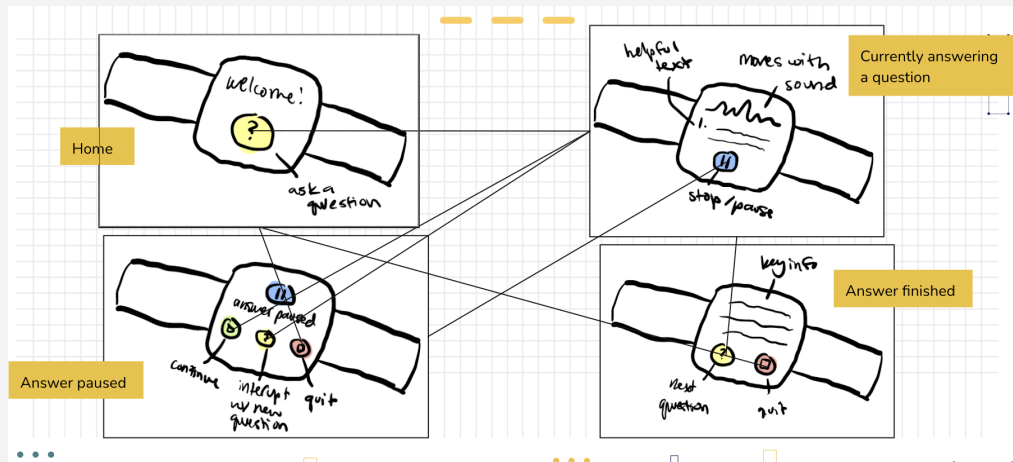 Home
welcome!
?
ask a
question
Currently answering
a question
helpful
text
moves with
sound
1.
stop/pause
Answer paused
answer paused
continue
?
interupt
w/ new
question
quit
Answer finished
key info
?
next
question
quit